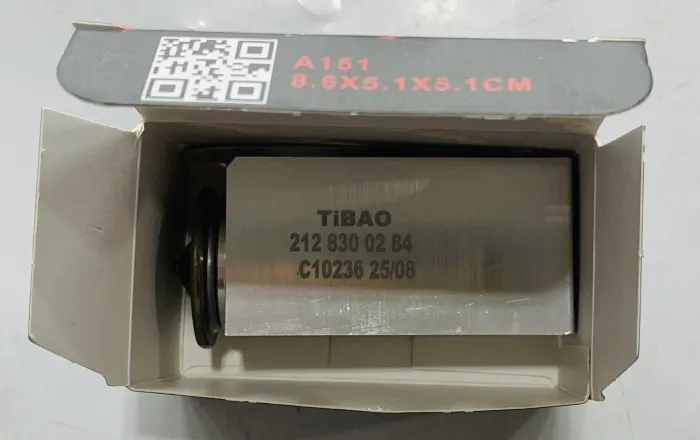 A151
8.6X5.1X5.1CM
TiBAO
212 830 02 84
C10236 25/08